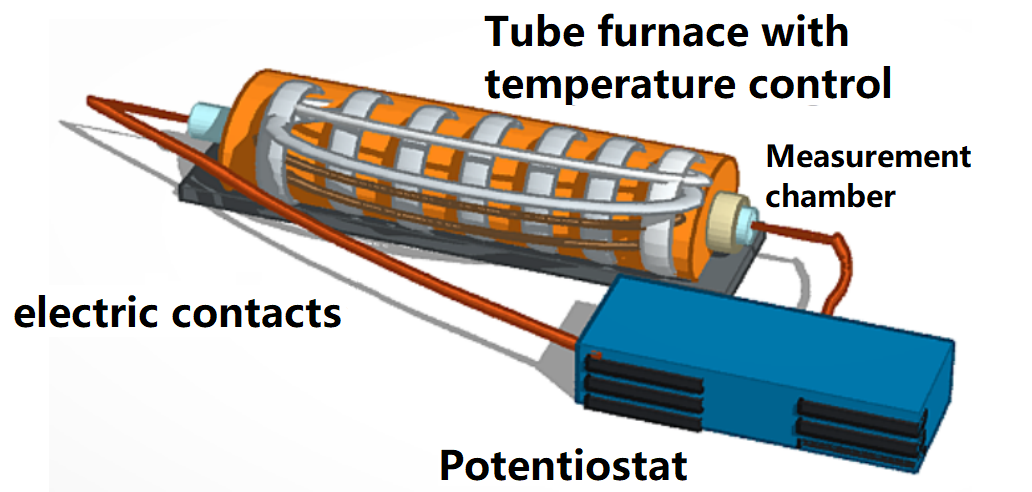 Tube furnace with
temperature control
Measurement
chamber
electric contacts
Potentiostat